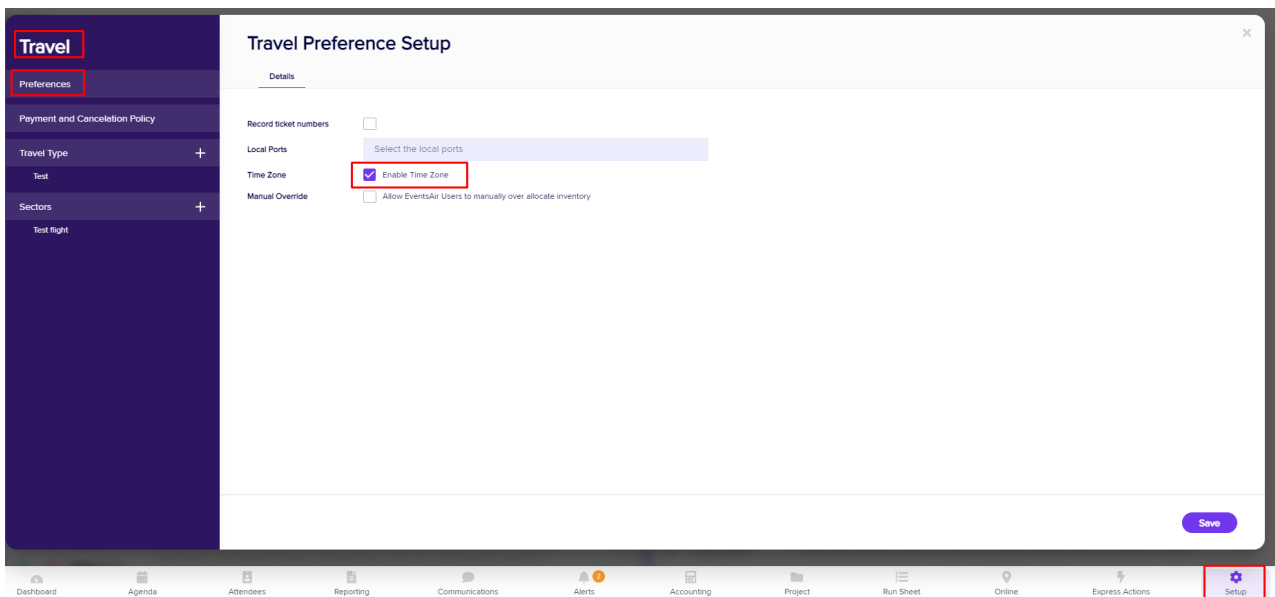 Travel
Preferences
Payment and Cancelation Policy
Travel Type +
Test
Sectors +
Test flight
Travel Preference Setup
×
Details
Record ticket numbers
Local Ports Select the local ports
Time Zone Enable Time Zone
Manual Override Allow EventsAir Users to manually over allocate inventory
Save
2
Dashboard Agenda Attendees Reporting Communications Alerts Accounting Project Run Sheet Online Express Actions Setup